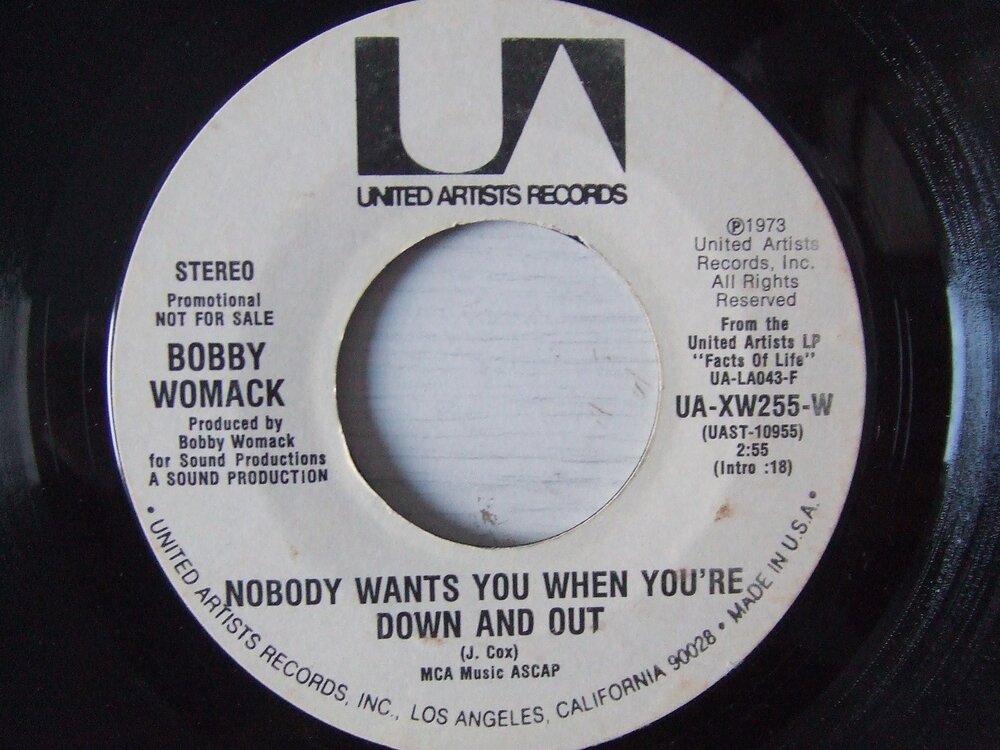 UA
UNITED ARTISTS RECORDS
STEREO
Promotional
NOT FOR SALE
BOBBY
WOMACK
Produced by
Bobby Womack
for Sound Productions
A SOUND PRODUCTION
℗1973
United Artists
Records, Inc.
All Rights
Reserved
From the
United Artists LP
"Facts Of Life"
UA-LA043-F
UA-XW255-W
(UAST-10955)
2:55
(Intro :18)
NOBODY WANTS YOU WHEN YOU'RE
DOWN AND OUT
(J. Cox)
MCA Music ASCAP
• UNITED ARTISTS RECORDS, INC., LOS ANGELES, CALIFORNIA 90028 • MADE IN U.S.A. •